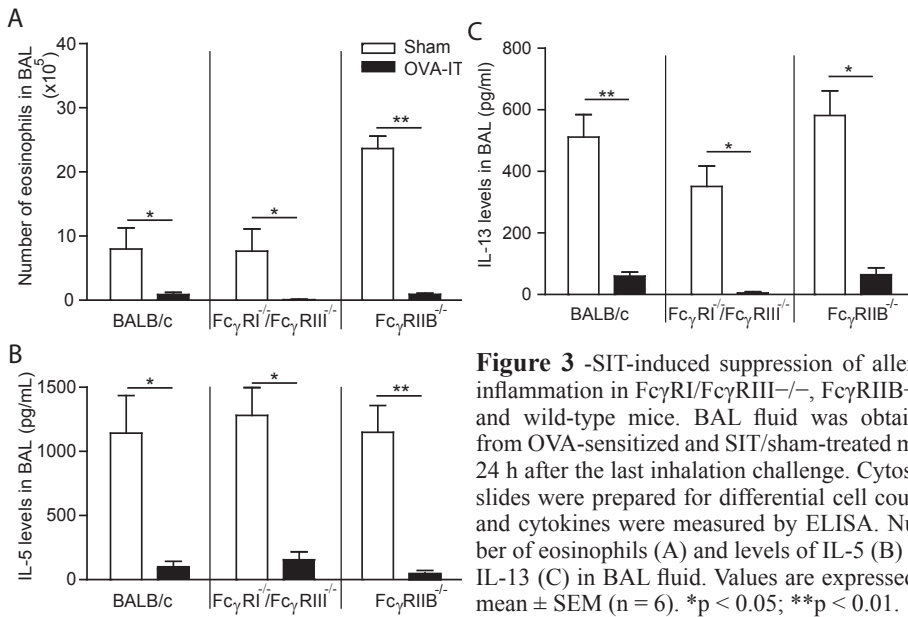 A
Number of eosinophils in BAL
(x10⁵)
40
30
20
10
0
Sham
OVA-IT
*
*
**
BALB/c
FcγRI-/-/FcγRIII-/-
FcγRIIB-/-
B
IL-5 levels in BAL (pg/mL)
1500
1000
500
0
*
*
**
BALB/c
FcγRI-/-/FcγRIII-/-
FcγRIIB-/-
C
IL-13 levels in BAL (pg/ml)
800
600
400
200
0
**
*
*
BALB/c
FcγRI-/-/FcγRIII-/-
FcγRIIB-/-
Figure 3 -SIT-induced suppression of aller
inflammation in FcγRI/FcγRIII−/−, FcγRIIB-
and wild-type mice. BAL fluid was obtai
from OVA-sensitized and SIT/sham-treated m
24 h after the last inhalation challenge. Cytos
slides were prepared for differential cell cou
and cytokines were measured by ELISA. Nu
ber of eosinophils (A) and levels of IL-5 (B)
IL-13 (C) in BAL fluid. Values are expressed
mean ± SEM (n = 6). *p < 0.05; **p < 0.01.